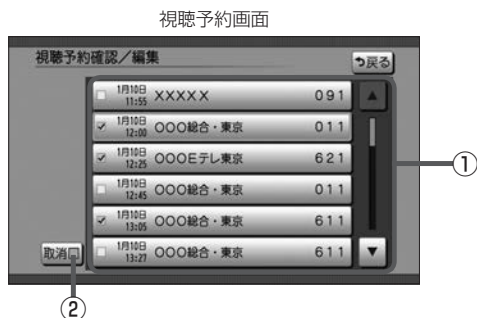 視聴予約画面
視聴予約確認／編集
戻る
1月10日 11:55 XXXXX 091
1月10日 12:00 OOO総合・東京 011
1月10日 12:25 OOOEテレ東京 621
1月10日 12:45 OOO総合・東京 011
1月10日 13:05 OOO総合・東京 611
1月10日 13:27 OOO総合・東京 611
取消
①
②